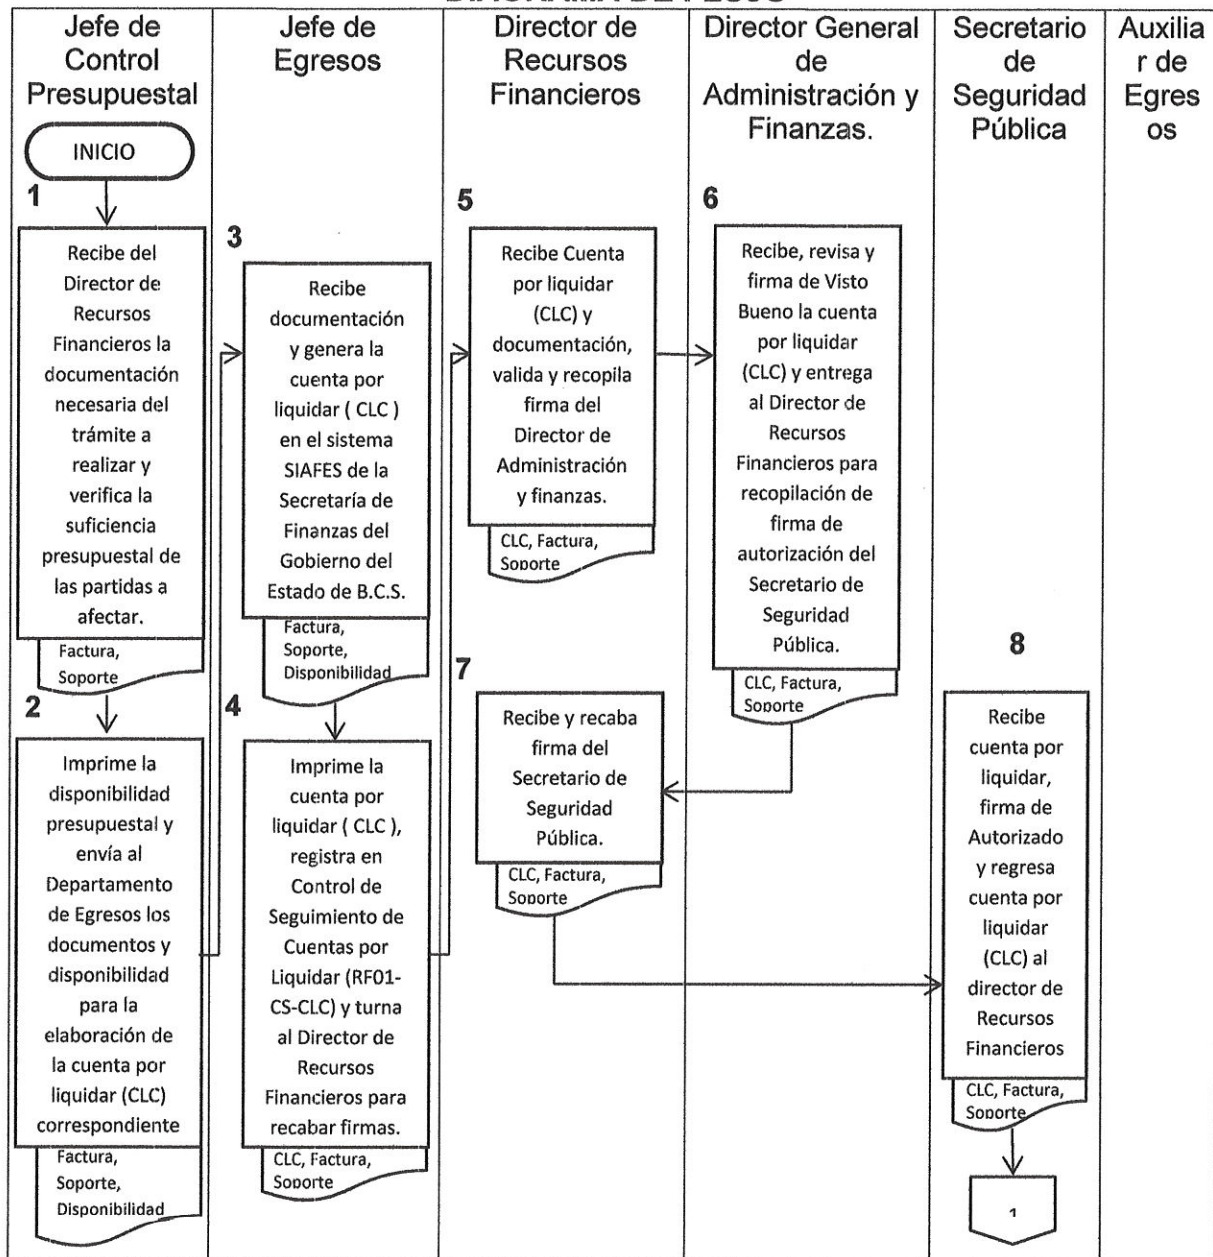 Jefe de
Control
Presupuestal
Jefe de
Egresos
Director de
Recursos
Financieros
Director General
de
Administración y
Finanzas.
Secretario
de
Seguridad
Pública
Auxilia
r de
Egres
os
INICIO
1
Recibe del
Director de
Recursos
Financieros la
documentación
necesaria del
trámite a
realizar y
verifica la
suficiencia
presupuestal de
las partidas a
afectar.
Factura,
Soporte
2
Imprime la
disponibilidad
presupuestal y
envía al
Departamento
de Egresos los
documentos y
disponibilidad
para la
elaboración de
la cuenta por
liquidar (CLC)
correspondiente
Factura,
Soporte,
Disponibilidad
3
Recibe
documentación
y genera la
cuenta por
liquidar ( CLC )
en el sistema
SIAFES de la
Secretaría de
Finanzas del
Gobierno del
Estado de B.C.S.
Factura,
Soporte,
Disponibilidad
4
Imprime la
cuenta por
liquidar ( CLC ),
registra en
Control de
Seguimiento de
Cuentas por
Liquidar (RF01-
CS-CLC) y turna
al Director de
Recursos
Financieros para
recabar firmas.
CLC, Factura,
Soporte
5
Recibe Cuenta
por liquidar
(CLC) y
documentación,
valida y recopila
firma del
Director de
Administración
y finanzas.
CLC, Factura,
Soporte
6
Recibe, revisa y
firma de Visto
Bueno la cuenta
por liquidar
(CLC) y entrega
al Director de
Recursos
Financieros para
recopilación de
firma de
autorización del
Secretario de
Seguridad
Pública.
CLC, Factura,
Soporte
7
Recibe y recaba
firma del
Secretario de
Seguridad
Pública.
CLC, Factura,
Soporte
8
Recibe
cuenta por
liquidar,
firma de
Autorizado
y regresa
cuenta por
liquidar
(CLC) al
director de
Recursos
Financieros
CLC, Factura,
Soporte
1